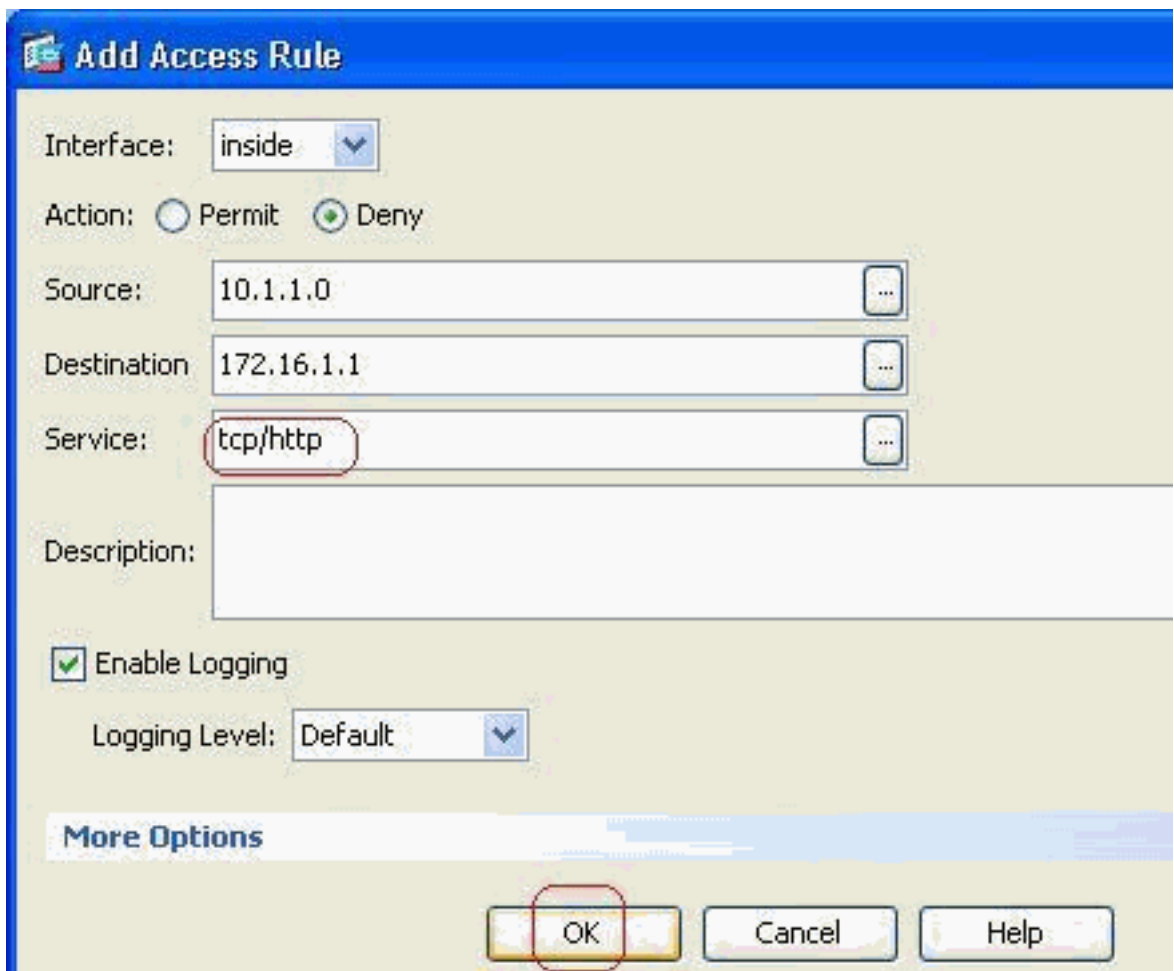 Add Access Rule
Interface: inside
Action: Permit Deny
Source: 10.1.1.0 ...
Destination 172.16.1.1 ...
Service: tcp/http ...
Description:
Enable Logging
Logging Level: Default
More Options
OK Cancel Help